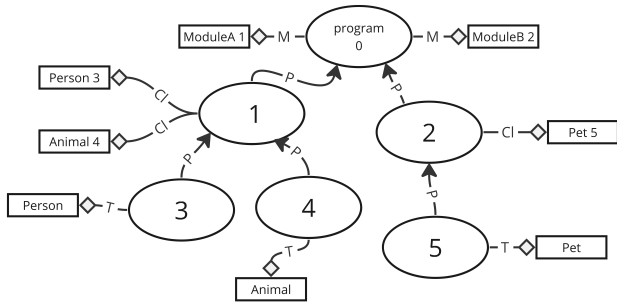 ModuleA 1
M
program
0
M
ModuleB 2
Person 3
Cl
P
P
1
2
Cl
Pet 5
Animal 4
Cl
P
P
P
Person
T
3
4
5
T
Pet
T
Animal